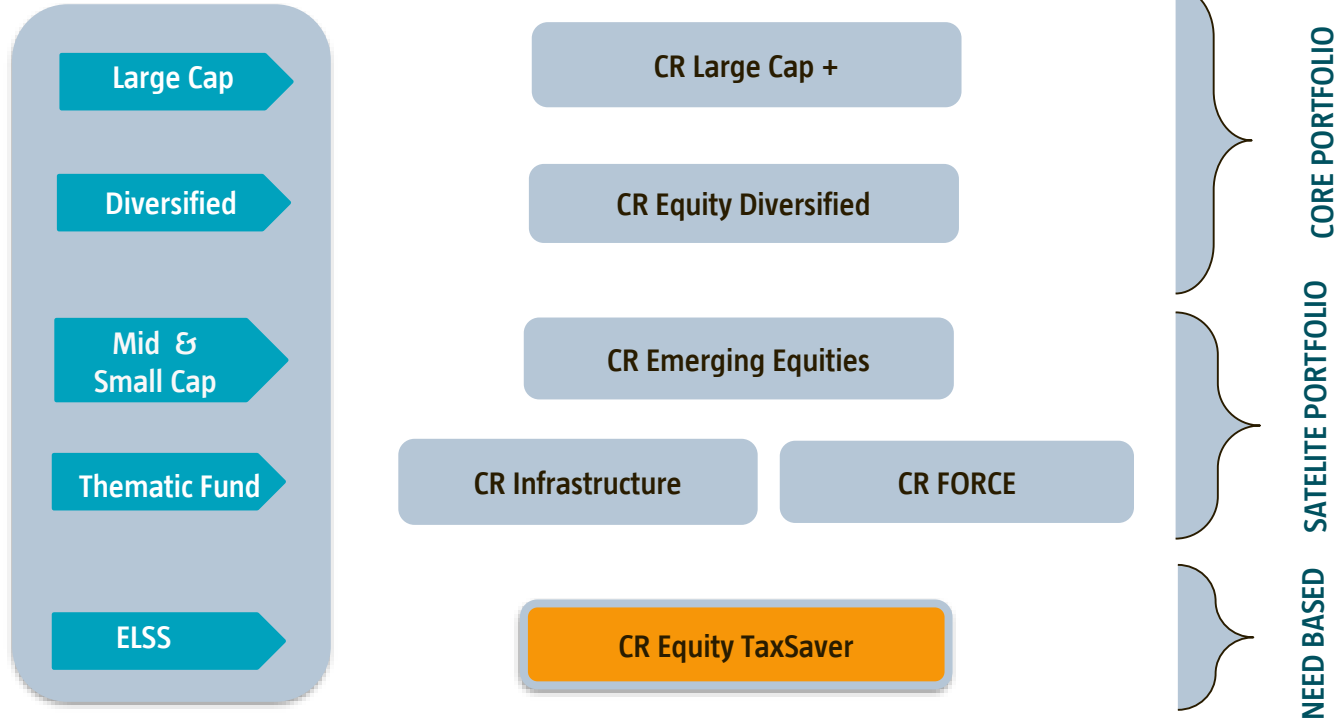 Large Cap
CR Large Cap +
Diversified
CR Equity Diversified
CORE PORTFOLIO
Mid & 
Small Cap
CR Emerging Equities
Thematic Fund
CR Infrastructure
CR FORCE
SATELITE PORTFOLIO
ELSS
CR Equity TaxSaver
NEED BASED